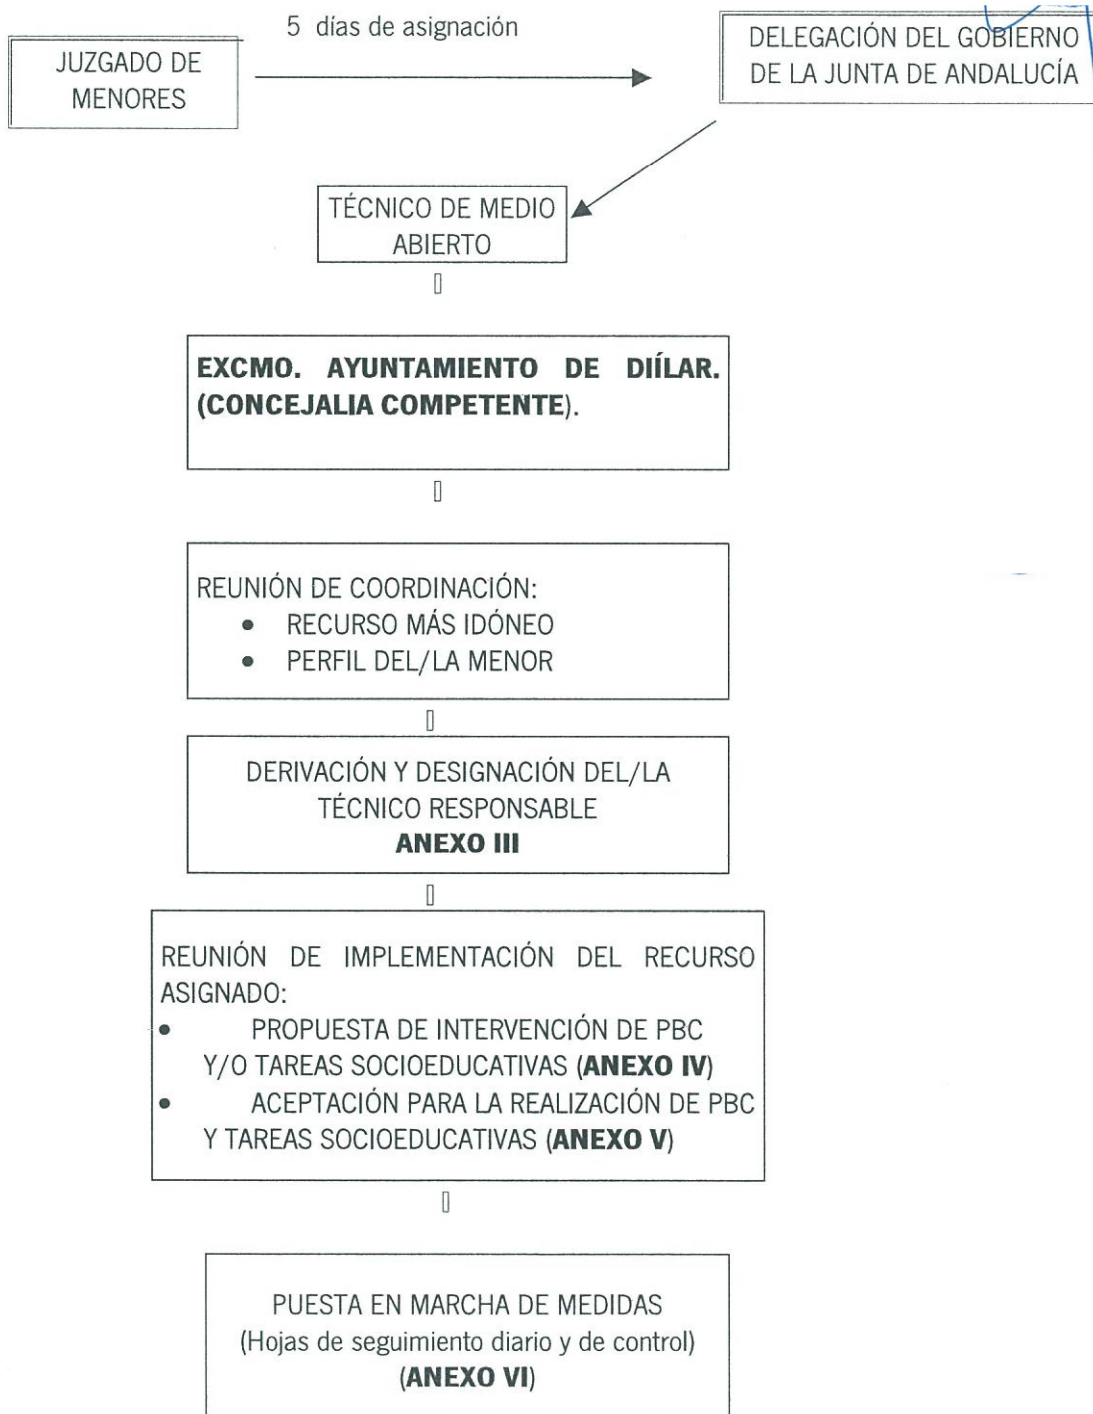 5 días de asignación
JUZGADO DE
MENORES
DELEGACIÓN DEL GOBIERNO
DE LA JUNTA DE ANDALUCÍA
TÉCNICO DE MEDIO
ABIERTO
EXCMO. AYUNTAMIENTO DE DIÍLAR.
(CONCEJALIA COMPETENTE).
REUNIÓN DE COORDINACIÓN:
• RECURSO MÁS IDÓNEO
• PERFIL DEL/LA MENOR
DERIVACIÓN Y DESIGNACIÓN DEL/LA
TÉCNICO RESPONSABLE
ANEXO III
REUNIÓN DE IMPLEMENTACIÓN DEL RECURSO
ASIGNADO:
• PROPUESTA DE INTERVENCIÓN DE PBC
Y/O TAREAS SOCIOEDUCATIVAS (ANEXO IV)
• ACEPTACIÓN PARA LA REALIZACIÓN DE PBC
Y TAREAS SOCIOEDUCATIVAS (ANEXO V)
PUESTA EN MARCHA DE MEDIDAS
(Hojas de seguimiento diario y de control)
(ANEXO VI)